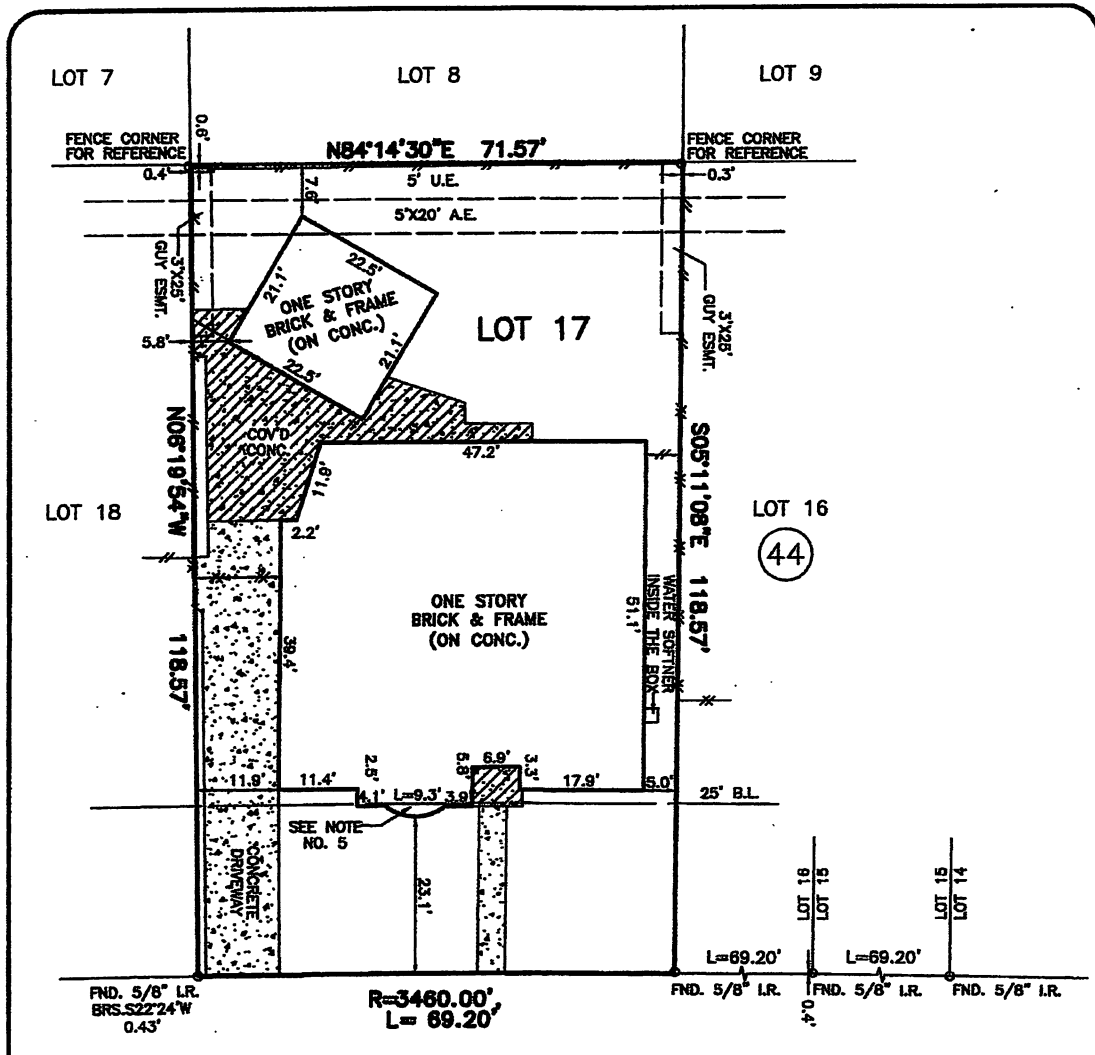 LOT 7
LOT 8
LOT 9
FENCE CORNER
FOR REFERENCE
0.6'
N84°14'30"E 71.57'
FENCE CORNER
FOR REFERENCE
0.4'
7.6'
5' U.E.
0.3'
5'X20' A.E.
3'X25'
GUY ESMT.
22.5'
21.1'
ONE STORY
BRICK & FRAME
(ON CONC.)
LOT 17
3'X25'
GUY ESMT.
5.8'
21.1'
22.5'
N06°19'54"W 118.57'
COV'D
CONC.
47.2'
11.9'
S05°11'08"E 118.57'
LOT 18
2.2'
LOT 16
44
ONE STORY
BRICK & FRAME
(ON CONC.)
51.1'
WATER SOFTNER
INSIDE THE BOX
39.4'
2.5'
5.8'
6.9'
3.3'
11.9'
11.4'
4.1'
L=9.3'
3.9'
17.9'
5.0'
25' B.L.
SEE NOTE
NO. 5
CONCRETE
DRIVEWAY
23.1'
LOT 16
LOT 15
LOT 15
LOT 14
L=69.20'
L=69.20'
FND. 5/8" I.R.
BRS.S22°24'W
0.43'
R=3460.00',
L= 69.20'
FND. 5/8" I.R.
0.4'
FND. 5/8" I.R.
FND. 5/8" I.R.